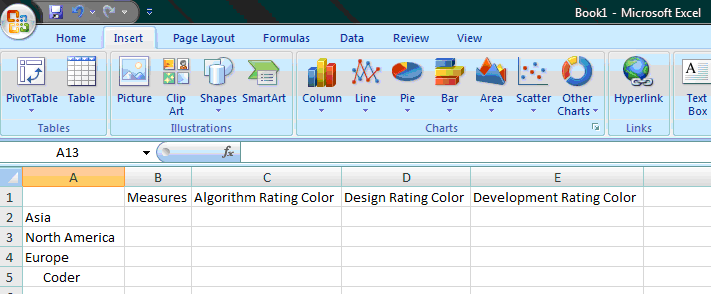 Book1 - Microsoft Excel
Home Insert Page Layout Formulas Data Review View
PivotTable Table Picture Clip Art Shapes SmartArt Column Line Pie Bar Area Scatter Other Charts Hyperlink Text Box
Tables Illustrations Charts Links
A13 fx
A B C D E
1 Measures Algorithm Rating Color Design Rating Color Development Rating Color
2 Asia
3 North America
4 Europe
5 Coder